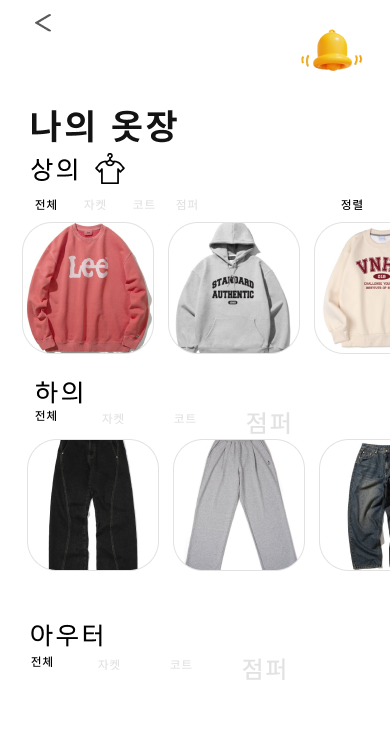 나의 옷장
상의
전체 자켓 코트 점퍼 정렬
Lee
STANDARD
AUTHENTIC
하의
전체 자켓 코트 점퍼
아우터
전체 자켓 코트 점퍼